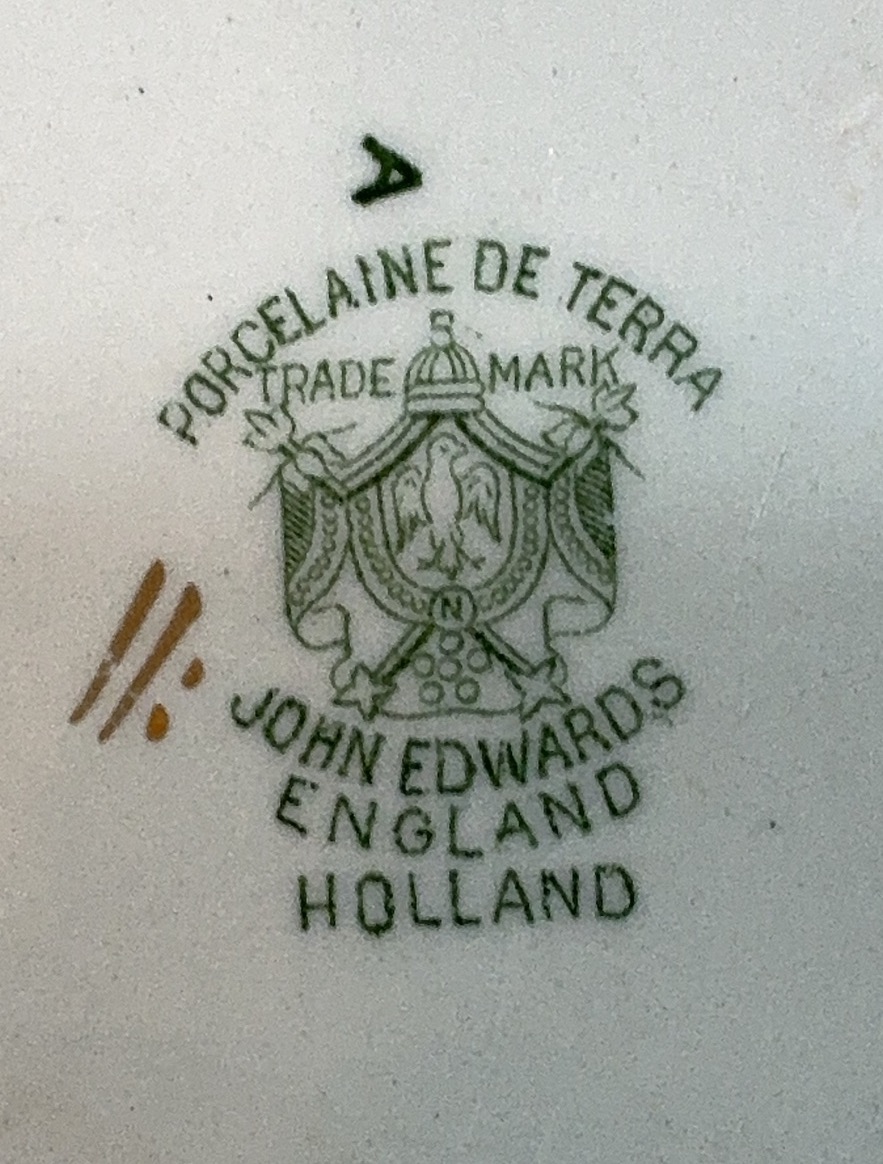 A
PORCELAINE DE TERRA
TRADE MARK
N
JOHN EDWARDS
ENGLAND
HOLLAND